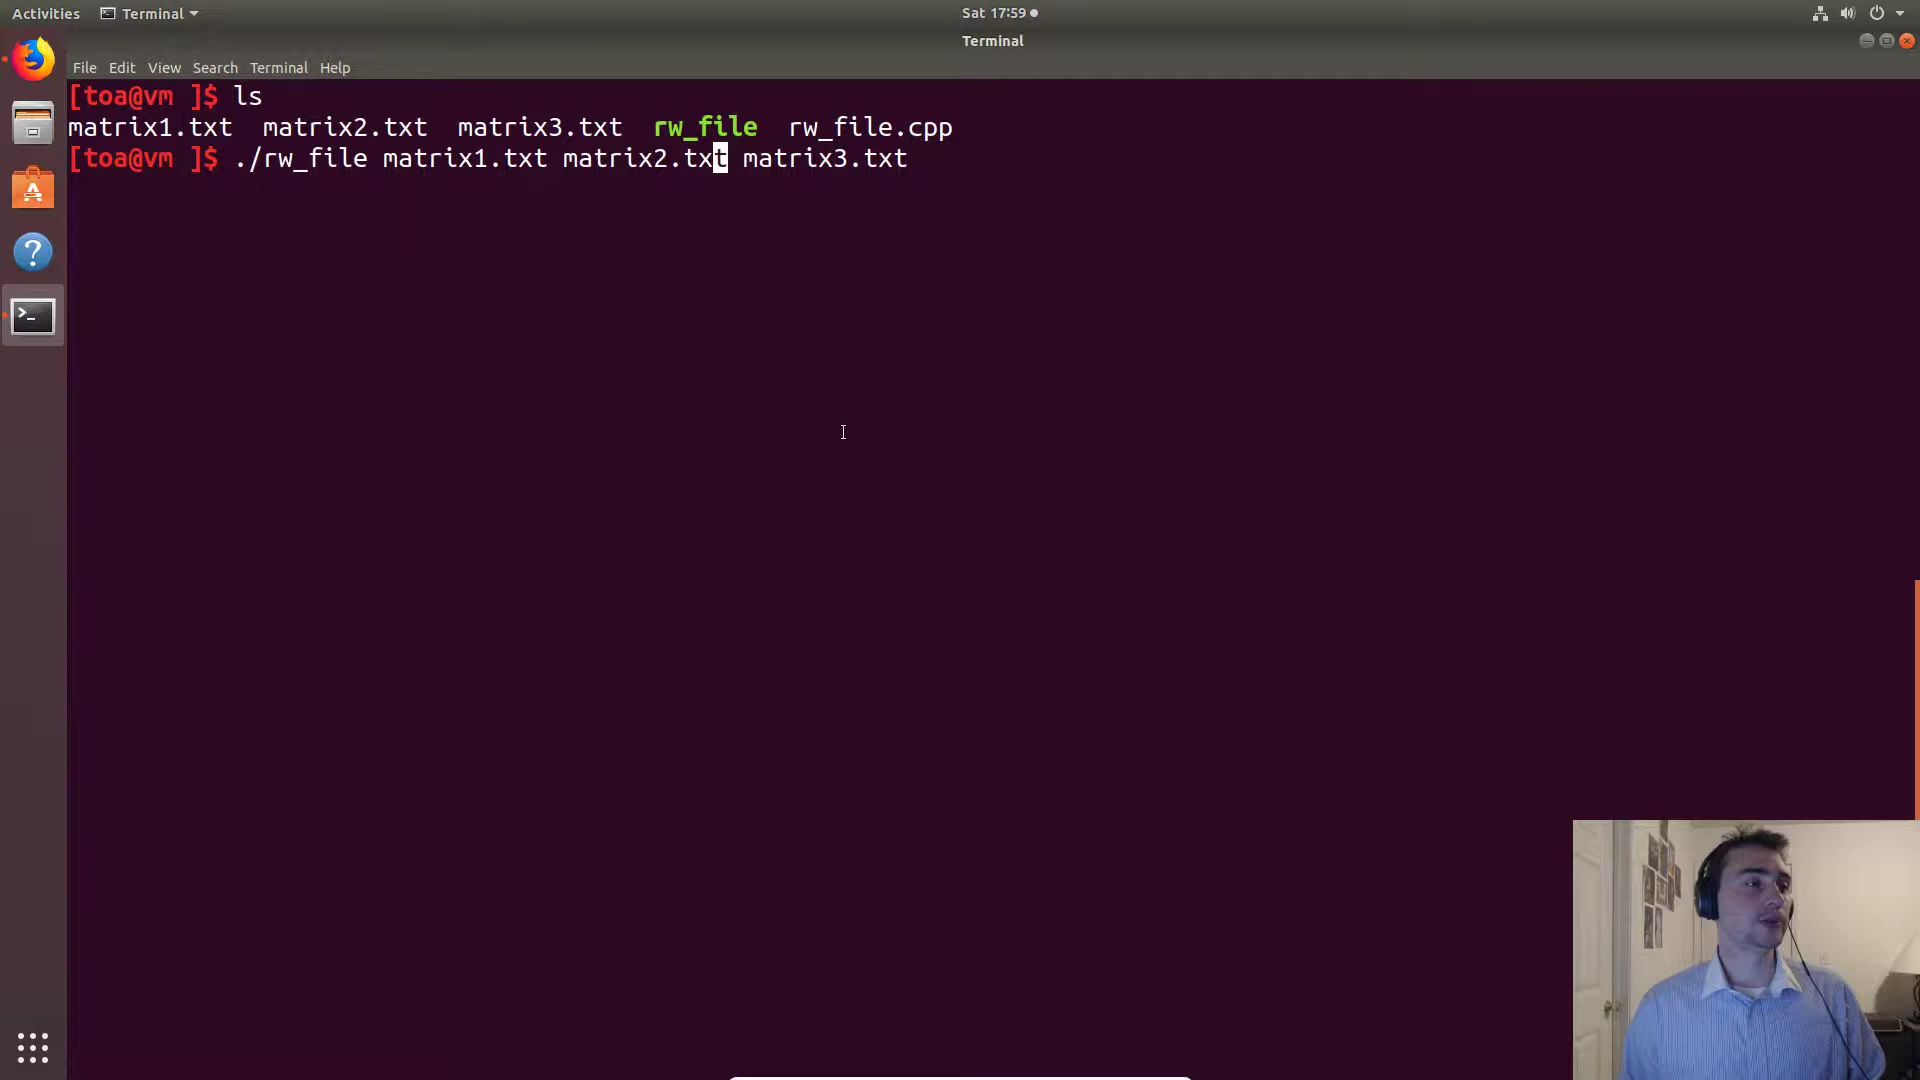 Activities Terminal Sat 17:59
Terminal
File Edit View Search Terminal Help
[toa@vm ]$ ls
matrix1.txt matrix2.txt matrix3.txt rw_file rw_file.cpp
[toa@vm ]$ ./rw_file matrix1.txt matrix2.txt matrix3.txt